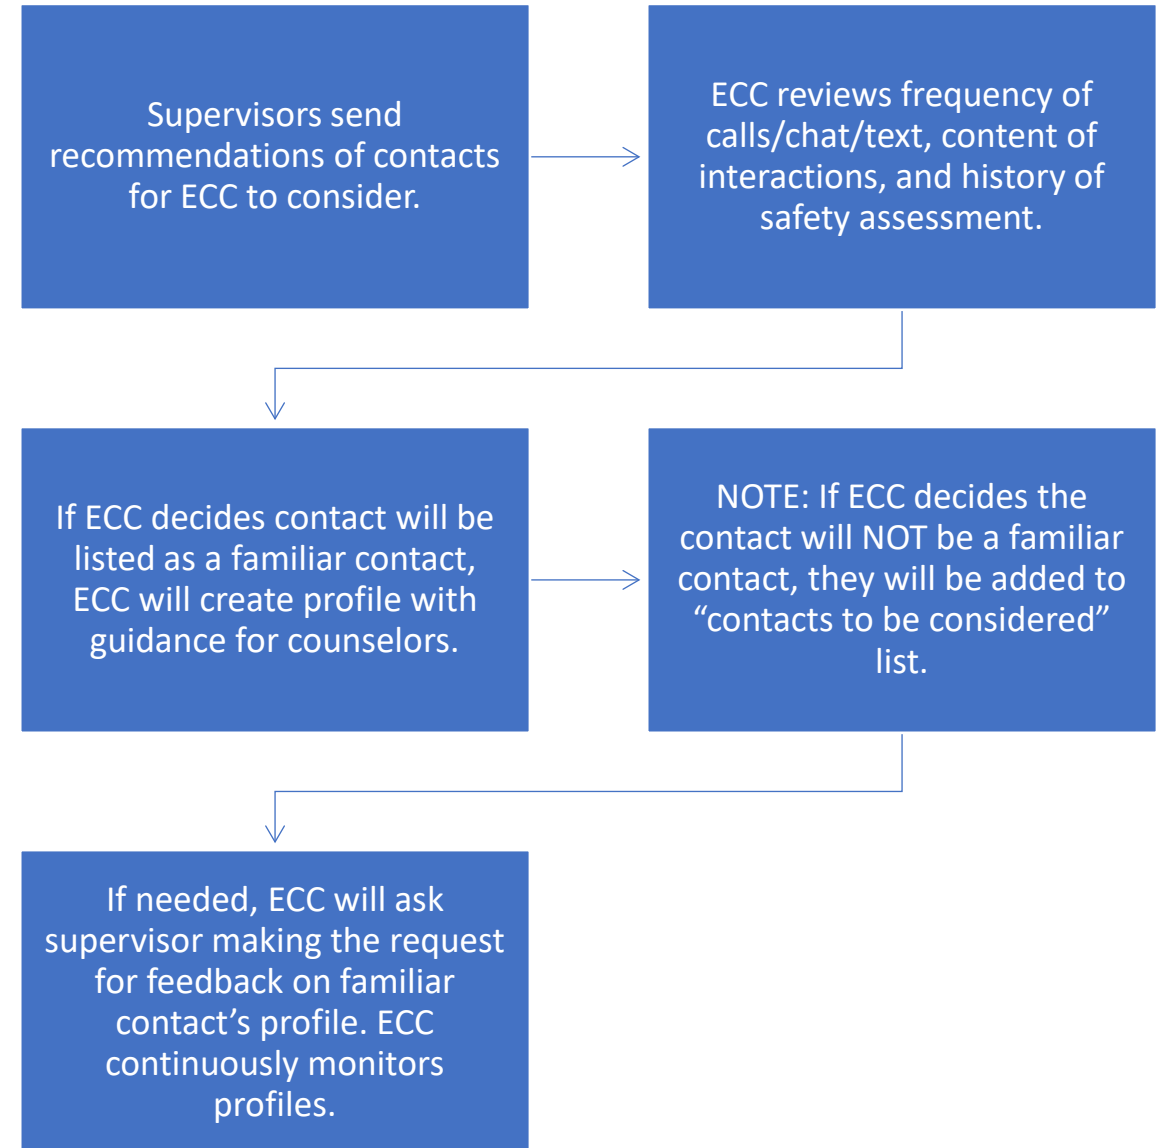 Supervisors send
recommendations of contacts
for ECC to consider.
ECC reviews frequency of
calls/chat/text, content of
interactions, and history of
safety assessment.
If ECC decides contact will be
listed as a familiar contact,
ECC will create profile with
guidance for counselors.
NOTE: If ECC decides the
contact will NOT be a familiar
contact, they will be added to
“contacts to be considered”
list.
If needed, ECC will ask
supervisor making the request
for feedback on familiar
contact’s profile. ECC
continuously monitors
profiles.